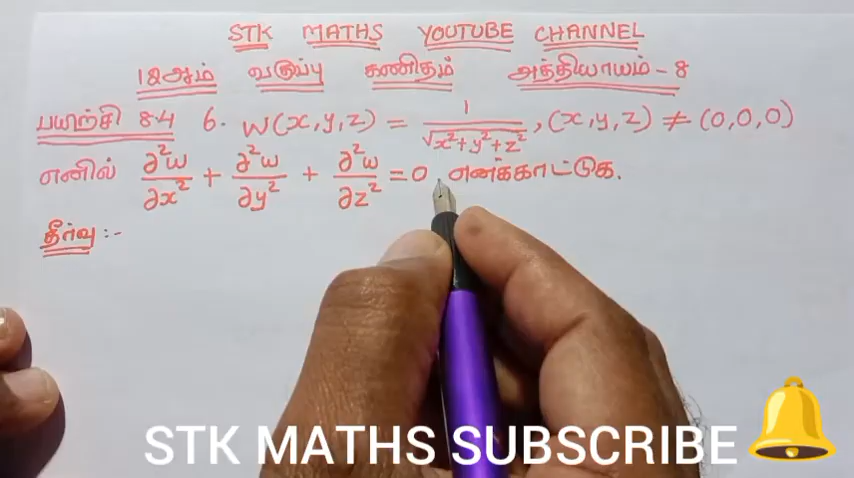 STK MATHS YOUTUBE CHANNEL
12ஆம் வகுப்பு கணிதம் அத்தியாயம் - 8
பயிற்சி 8.4 6. w(x,y,z) = 1/√x²+y²+z², (x,y,z) ≠ (0,0,0)
எனில் ∂²w/∂x² + ∂²w/∂y² + ∂²w/∂z² = 0 எனக்காட்டுக.
தீர்வு :-
STK MATHS SUBSCRIBE